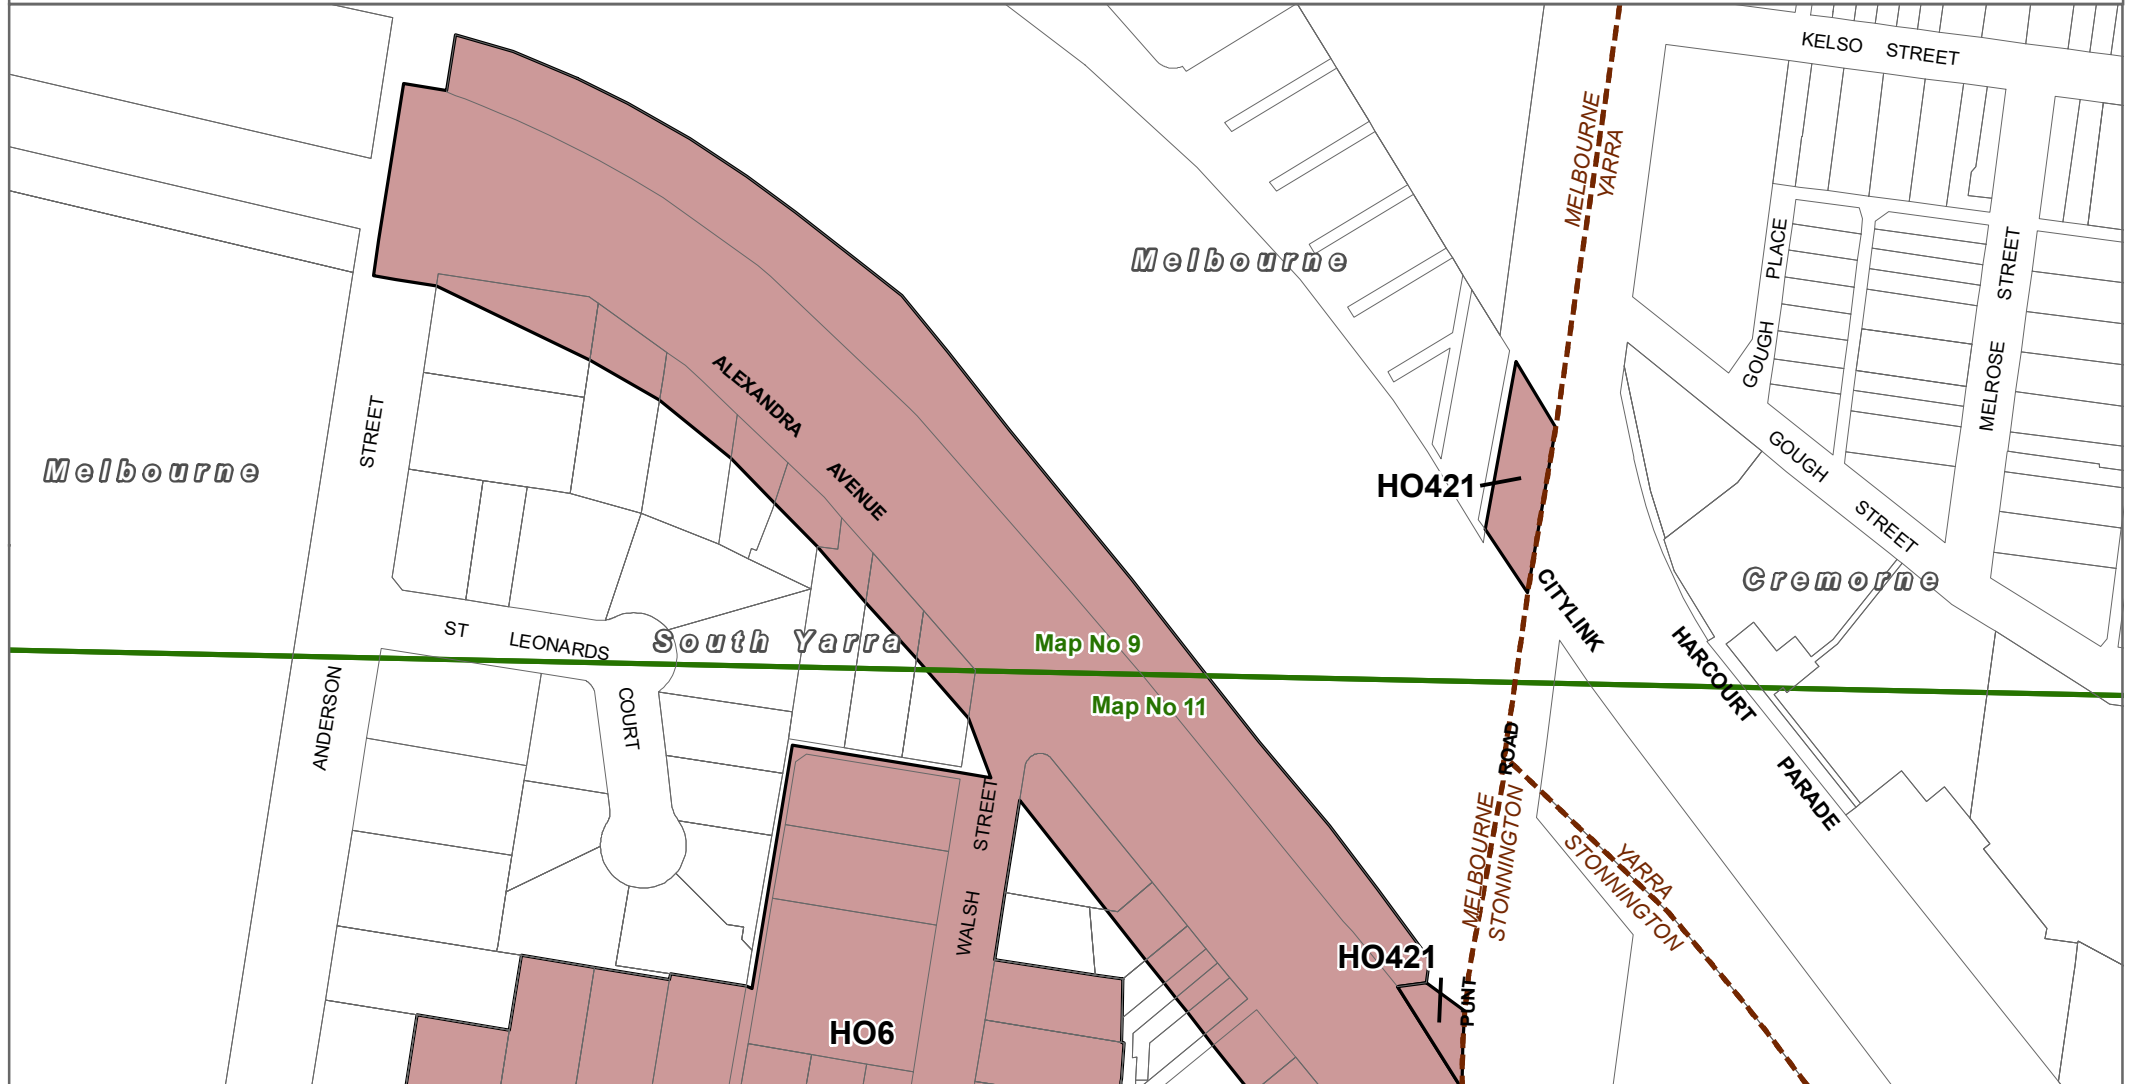 KELSO STREET
MELBOURNE
YARRA
PLACE
GOUGH
STREET
MELROSE
Melbourne
ALEXANDRA
AVENUE
STREET
Melbourne
HO421
GOUGH
STREET
Cremorne
CITYLINK
ST LEONARDS
South Yarra
Map No 9
Map No 11
HARCOURT
PARADE
ANDERSON
COURT
ROAD
STREET
WALSH
MELBOURNE
STONNINGTON
YARRA
STONNINGTON
HO421
PUNT
HO6